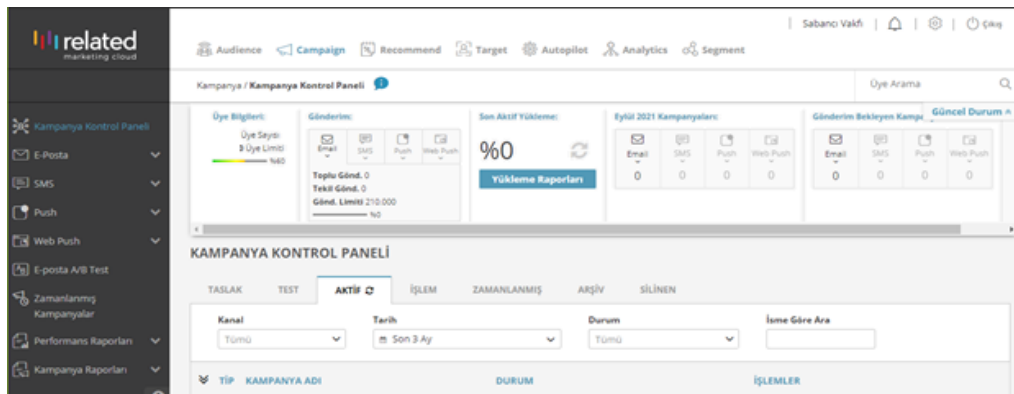 related
marketing cloud
Sabancı Vakfı
Çıkış
Audience Campaign Recommend Target Autopilot Analytics Segment
Kampanya / Kampanya Kontrol Paneli
Üye Arama
Güncel Durum
Kampanya Kontrol Paneli
E-Posta
SMS
Push
Web Push
E-posta A/B Test
Zamanlanmış
Kampanyalar
Performans Raporları
Kampanya Raporları
Üye Bilgileri:
Üye Sayısı
Üye Limiti
%60
Gönderim:
Email SMS Push Web Push
Toplu Gönd. 0
Tekil Gönd. 0
Gönd. Limiti 210.000
%0
Son Aktif Yükleme:
%0
Yükleme Raporları
Eylül 2021 Kampanyaları:
Email SMS Push Web Push
0 0 0 0
Gönderim Bekleyen Kampa
Email SMS Push Web Push
0 0 0 0
KAMPANYA KONTROL PANELİ
TASLAK TEST AKTİF İŞLEM ZAMANLANMIŞ ARŞİV SİLİNEN
Kanal Tarih Durum İsme Göre Ara
Tümü Son 3 Ay Tümü
TİP KAMPANYA ADI DURUM İŞLEMLER